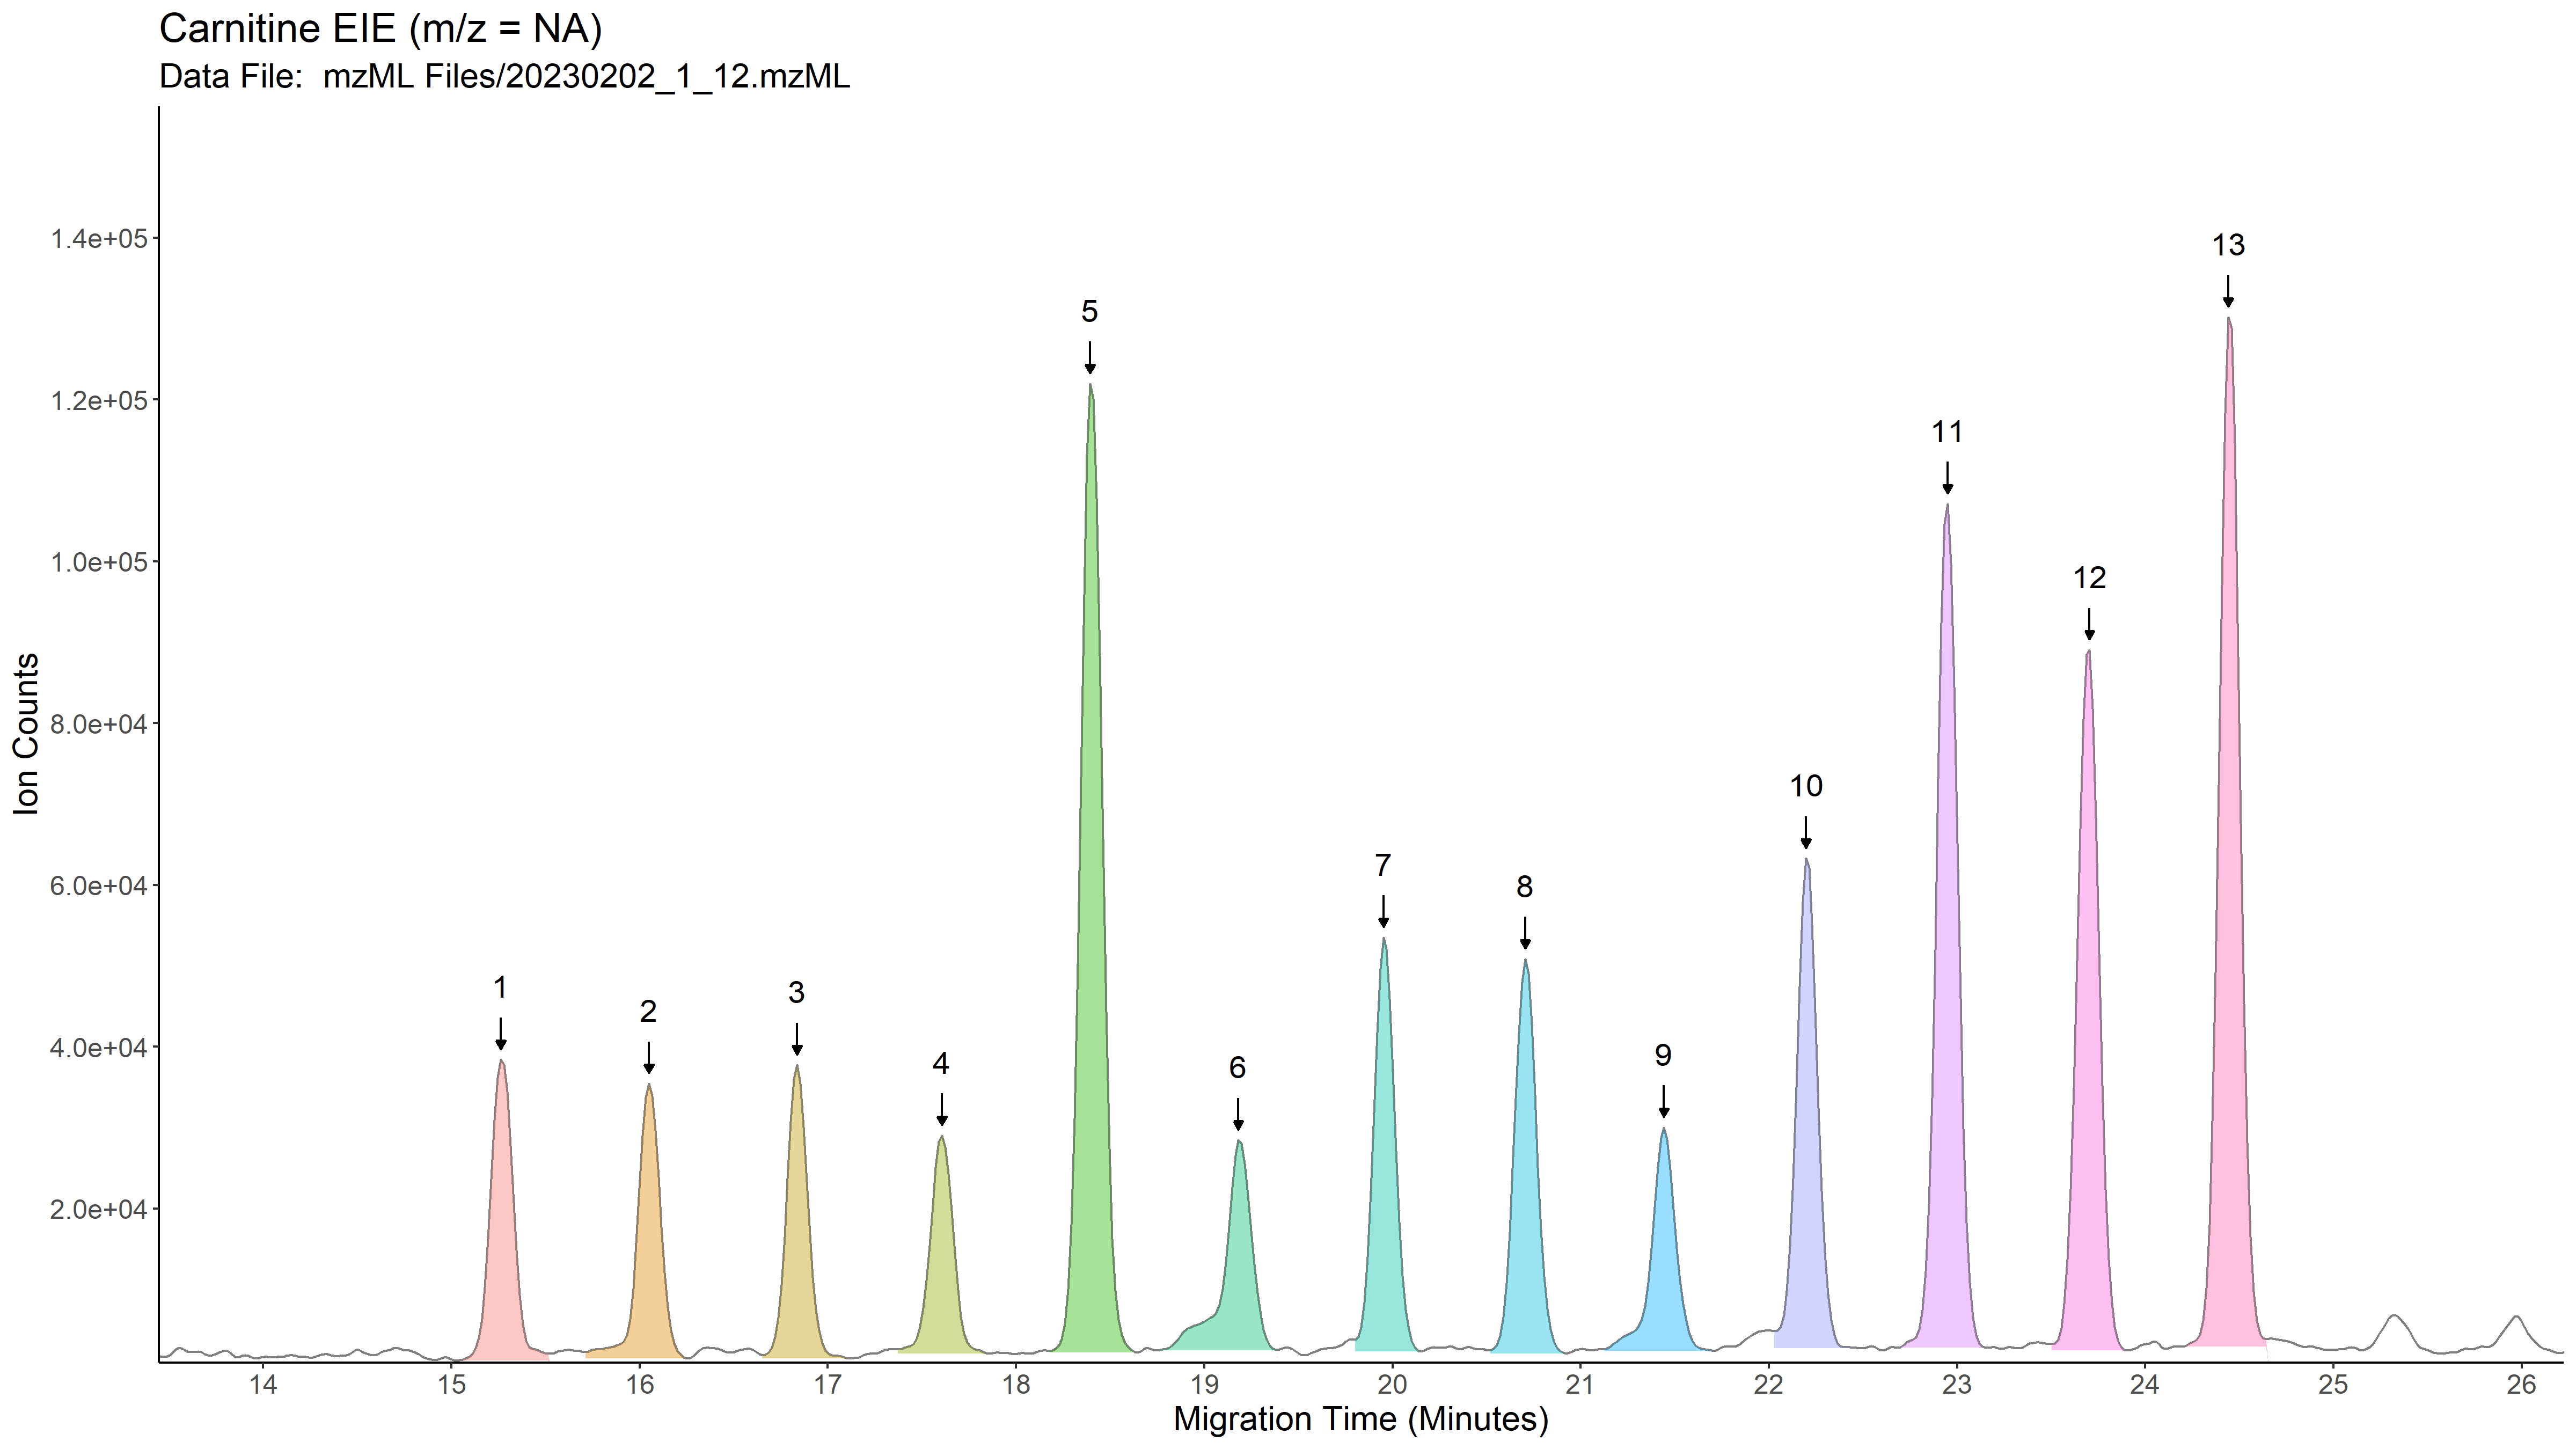 Carnitine EIE (m/z = NA)
Data File:  mzML Files/20230202_1_12.mzML
1.4e+05
1.2e+05
1.0e+05
8.0e+04
6.0e+04
4.0e+04
2.0e+04
Ion Counts
1
2
3
4
5
6
7
8
9
10
11
12
13
14 15 16 17 18 19 20 21 22 23 24 25 26
Migration Time (Minutes)